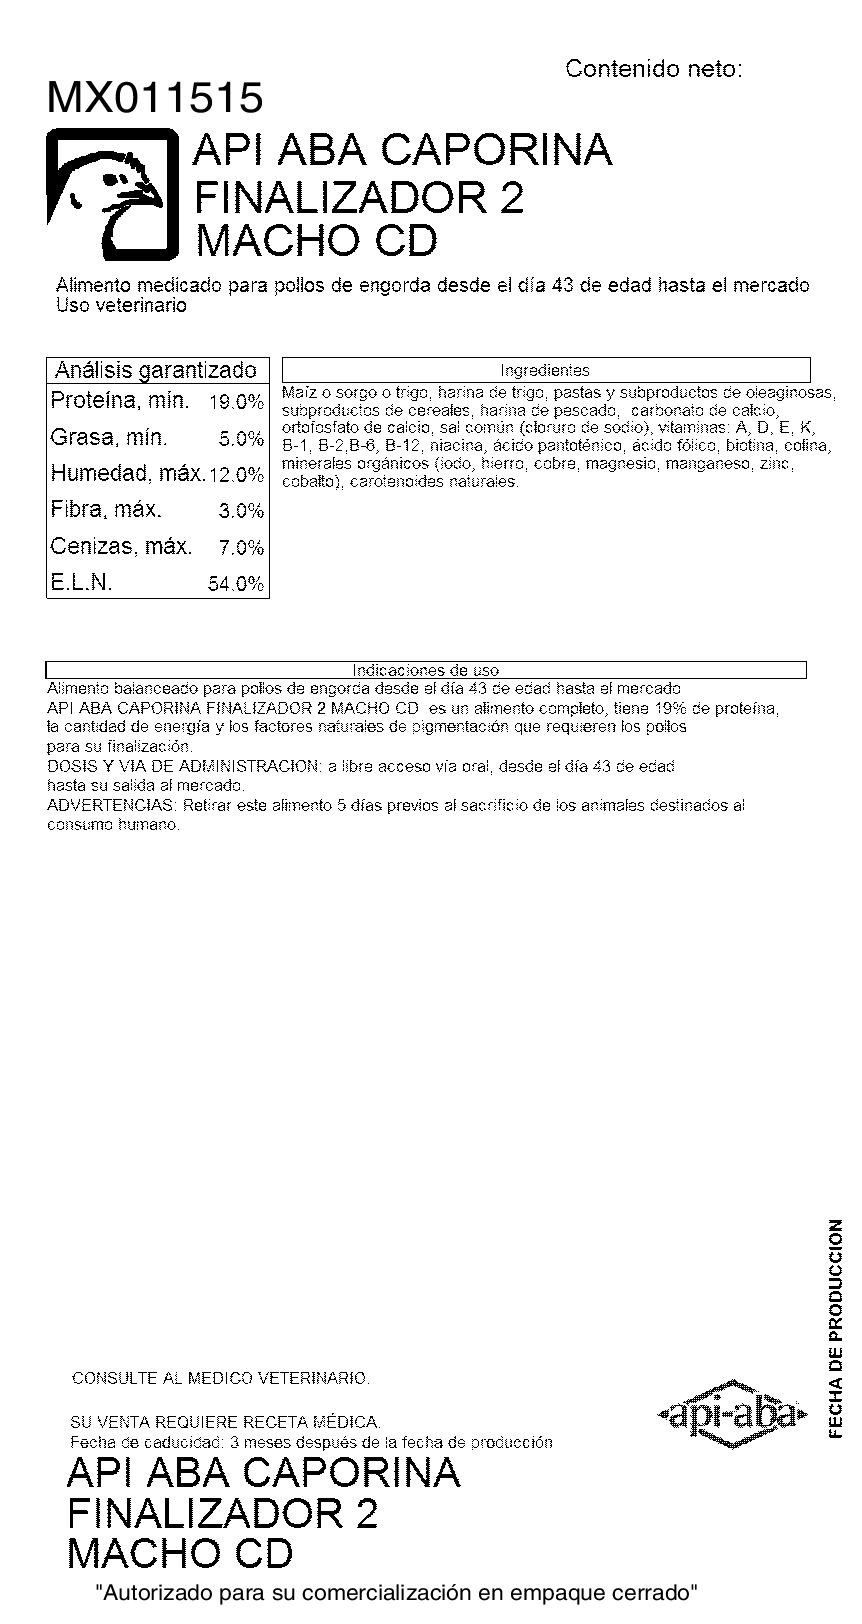 Contenido neto:
MX011515
API ABA CAPORINA
FINALIZADOR 2
MACHO CD
Alimento medicado para pollos de engorda desde el día 43 de edad hasta el mercado
Uso veterinario
Análisis garantizado
Proteína, mín. 19.0%
Grasa, mín. 5.0%
Humedad, máx. 12.0%
Fibra, máx. 3.0%
Cenizas, máx. 7.0%
E.L.N. 54.0%
Ingredientes
Maíz o sorgo o trigo, harina de trigo, pastas y subproductos de oleaginosas,
subproductos de cereales, harina de pescado, carbonato de calcio,
ortofosfato de calcio, sal común (cloruro de sodio), vitaminas: A, D, E, K,
B-1, B-2,B-6, B-12, niacina, ácido pantoténico, ácido fólico, biotina, colina,
minerales orgánicos (iodo, hierro, cobre, magnesio, manganeso, zinc,
cobalto), carotenoides naturales.
Indicaciones de uso
Alimento balanceado para pollos de engorda desde el día 43 de edad hasta el mercado
API ABA CAPORINA FINALIZADOR 2 MACHO CD es un alimento completo, tiene 19% de proteína,
la cantidad de energía y los factores naturales de pigmentación que requieren los pollos
para su finalización.
DOSIS Y VIA DE ADMINISTRACION: a libre acceso vía oral, desde el día 43 de edad
hasta su salida al mercado.
ADVERTENCIAS: Retirar este alimento 5 días previos al sacrificio de los animales destinados al
consumo humano.
FECHA DE PRODUCCION
CONSULTE AL MEDICO VETERINARIO.
api-aba
SU VENTA REQUIERE RECETA MÉDICA.
Fecha de caducidad: 3 meses después de la fecha de producción
API ABA CAPORINA
FINALIZADOR 2
MACHO CD
"Autorizado para su comercialización en empaque cerrado"